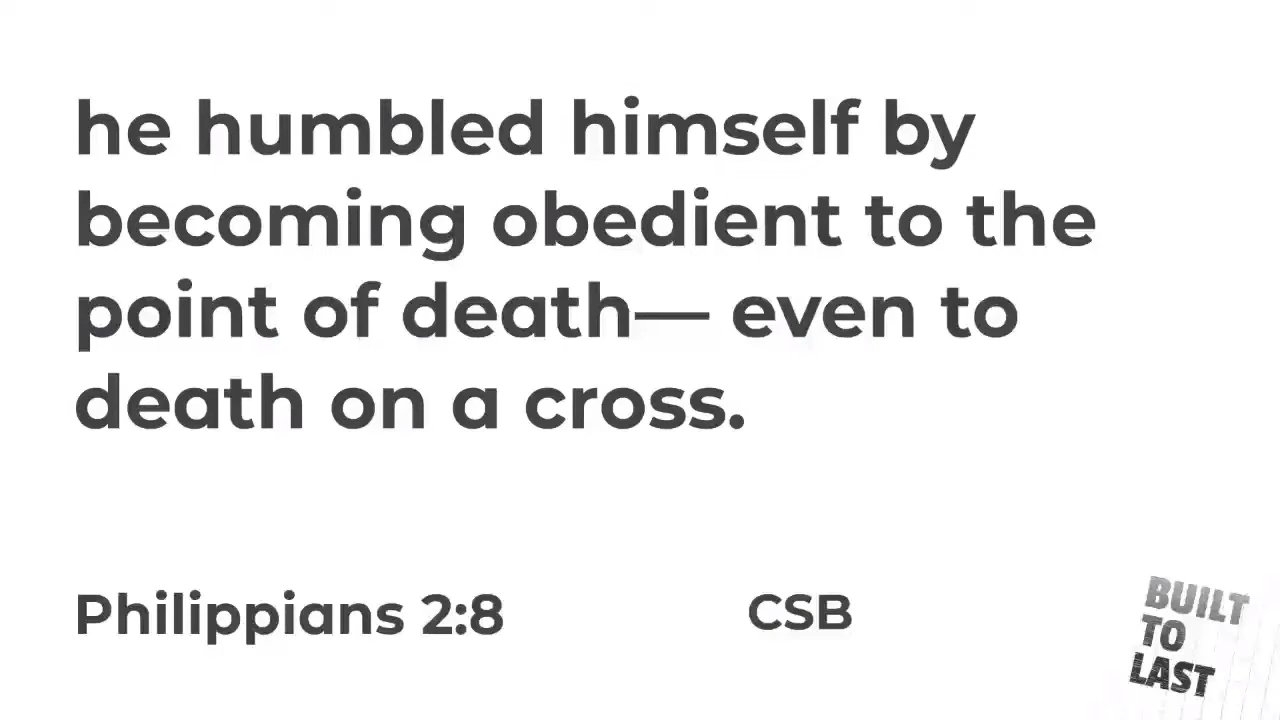 he humbled himself by
becoming obedient to the
point of death— even to
death on a cross.
Philippians 2:8
CSB
BUILT
TO
LAST